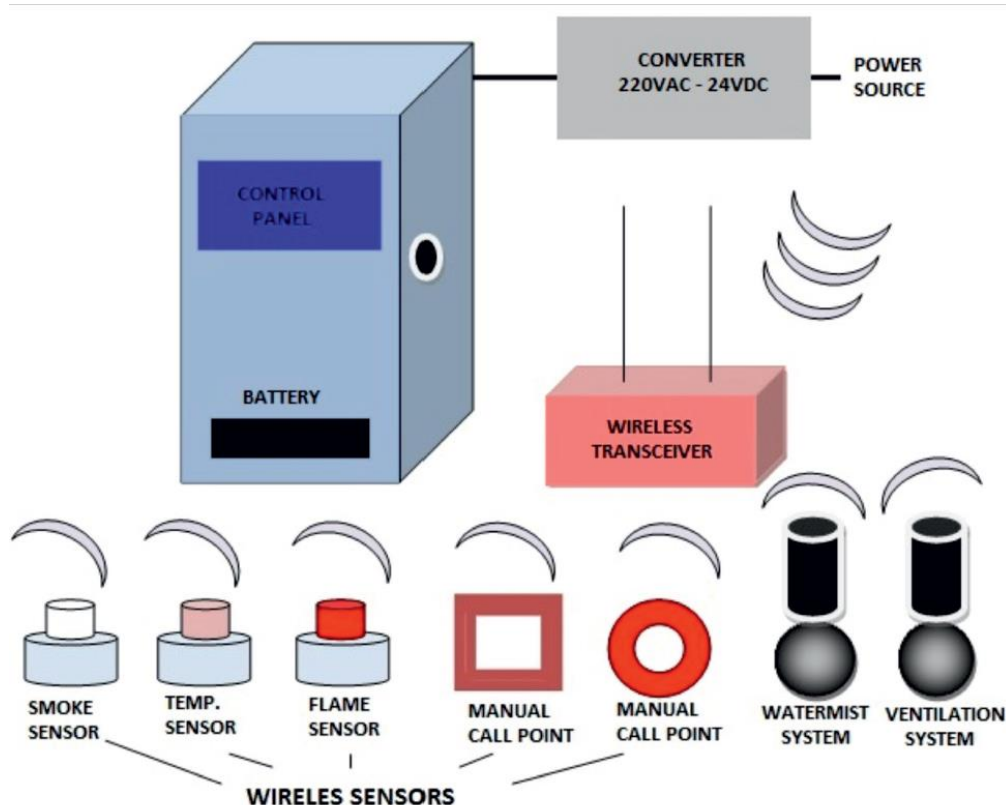 CONVERTER
220VAC - 24VDC
POWER
SOURCE
CONTROL
PANEL
BATTERY
WIRELESS
TRANSCEIVER
SMOKE
SENSOR
TEMP.
SENSOR
FLAME
SENSOR
MANUAL
CALL POINT
MANUAL
CALL POINT
WATERMIST
SYSTEM
VENTILATION
SYSTEM
WIRELES SENSORS